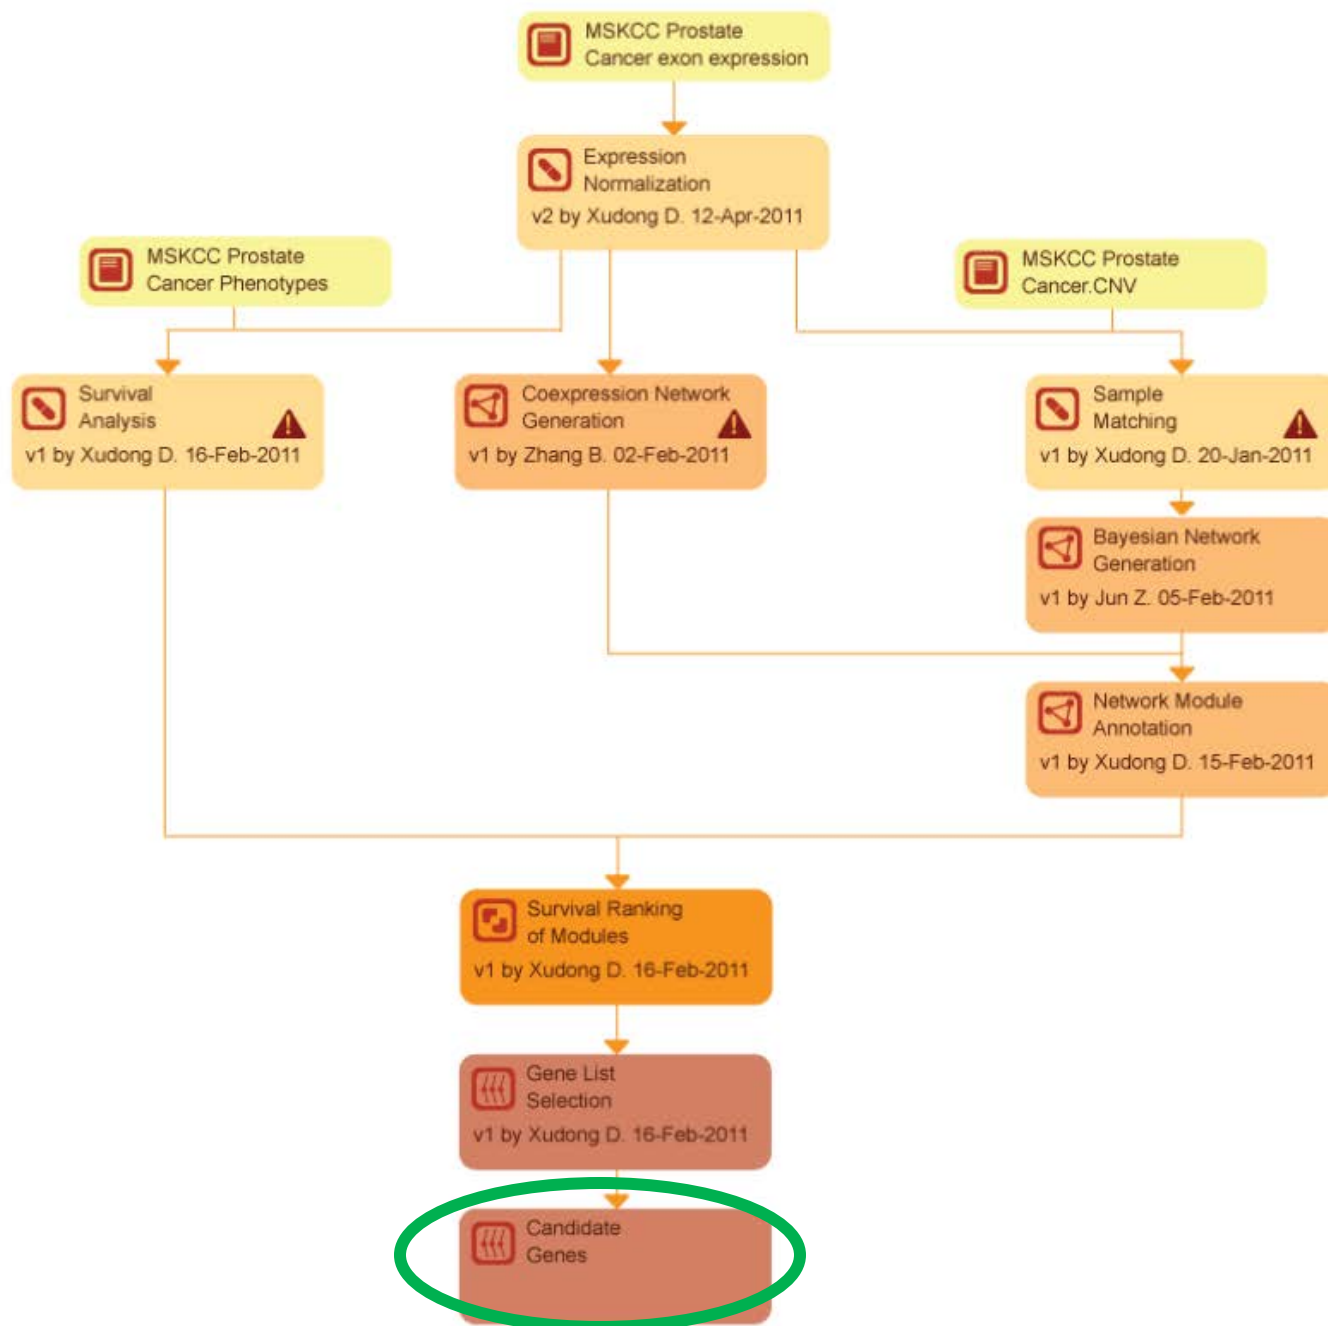 MSKCC Prostate
Cancer exon expression
Expression
Normalization
v2 by Xudong D. 12-Apr-2011
MSKCC Prostate
Cancer Phenotypes
MSKCC Prostate
Cancer.CNV
Survival
Analysis
v1 by Xudong D. 16-Feb-2011
Coexpression Network
Generation
v1 by Zhang B. 02-Feb-2011
Sample
Matching
v1 by Xudong D. 20-Jan-2011
Bayesian Network
Generation
v1 by Jun Z. 05-Feb-2011
Network Module
Annotation
v1 by Xudong D. 15-Feb-2011
Survival Ranking
of Modules
v1 by Xudong D. 16-Feb-2011
Gene List
Selection
v1 by Xudong D. 16-Feb-2011
Candidate
Genes